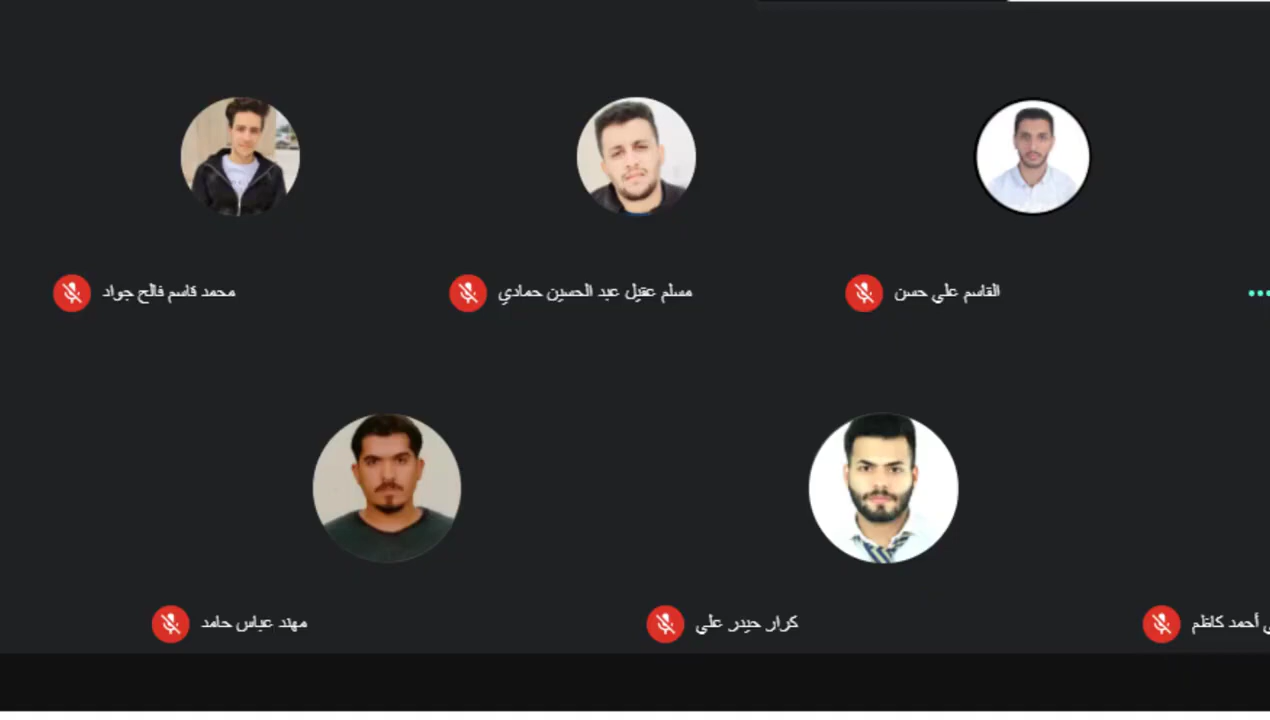 محمد قاسم فالح جواد
مسلم عقيل عبد الحسين حمادي
القاسم علي حسن
مهند عباس حامد
كرار حيدر علي
أحمد كاظم